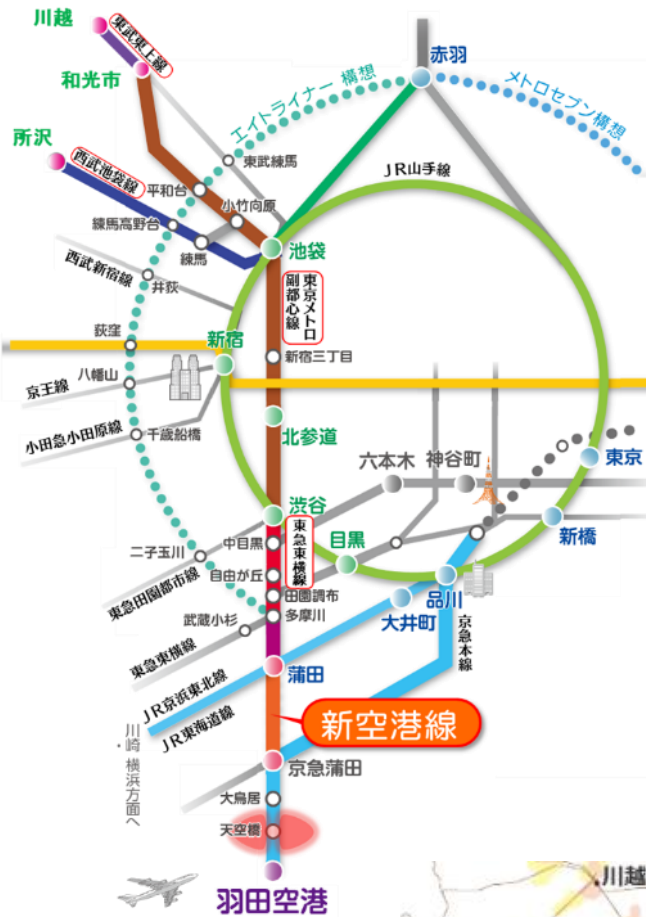 川越
東武東上線
赤羽
和光市
エイトライナー 構想
メトロセブン構想
所沢
東武練馬
JR山手線
西武池袋線
平和台
小竹向原
練馬高野台
練馬
池袋
西武新宿線
井荻
東京メトロ
副都心線
荻窪
新宿
新宿三丁目
八幡山
京王線
小田急小田原線
千歳船橋
北参道
六本木
神谷町
東京
渋谷
新橋
中目黒
東急東横線
目黒
二子玉川
自由が丘
東急田園都市線
田園調布
品川
武蔵小杉
多摩川
大井町
京急本線
東急東横線
蒲田
JR京浜東北線
JR東海道線
新空港線
川崎・横浜方面へ
京急蒲田
大鳥居
天空橋
羽田空港
川越